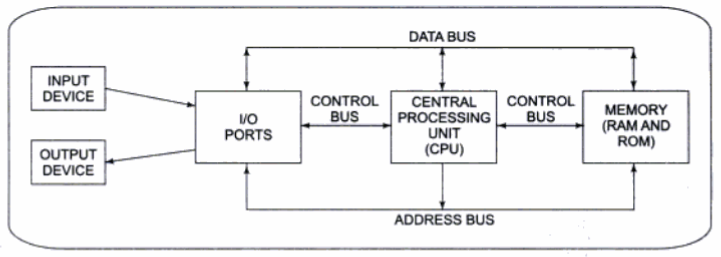 DATA BUS
INPUT
DEVICE
OUTPUT
DEVICE
I/O
PORTS
CONTROL
BUS
CENTRAL
PROCESSING
UNIT
(CPU)
CONTROL
BUS
MEMORY
(RAM AND
ROM)
ADDRESS BUS